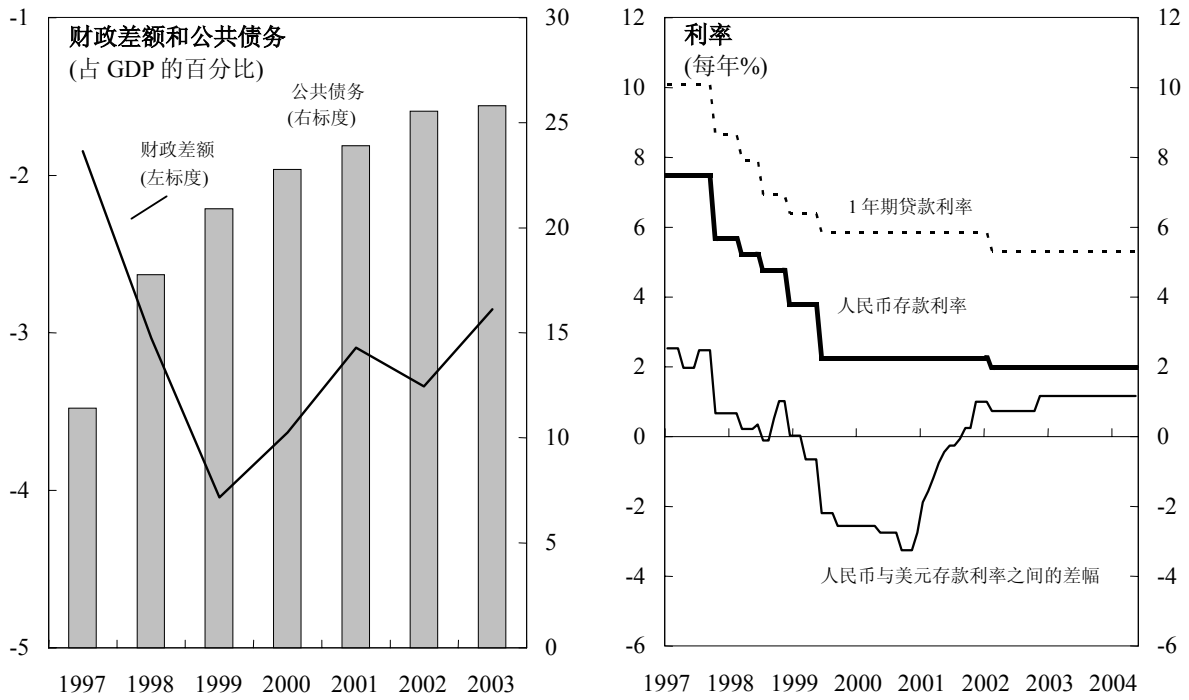 财政差额和公共债务
(占 GDP 的百分比)
公共债务
(右标度)
财政差额
(左标度)
-1
-2
-3
-4
-5
30
25
20
15
10
5
0
1997 1998 1999 2000 2001 2002 2003
利率
(每年%)
1 年期贷款利率
人民币存款利率
人民币与美元存款利率之间的差幅
12
10
8
6
4
2
0
-2
-4
-6
12
10
8
6
4
2
0
-2
-4
-6
1997 1998 1999 2000 2001 2002 2003 2004